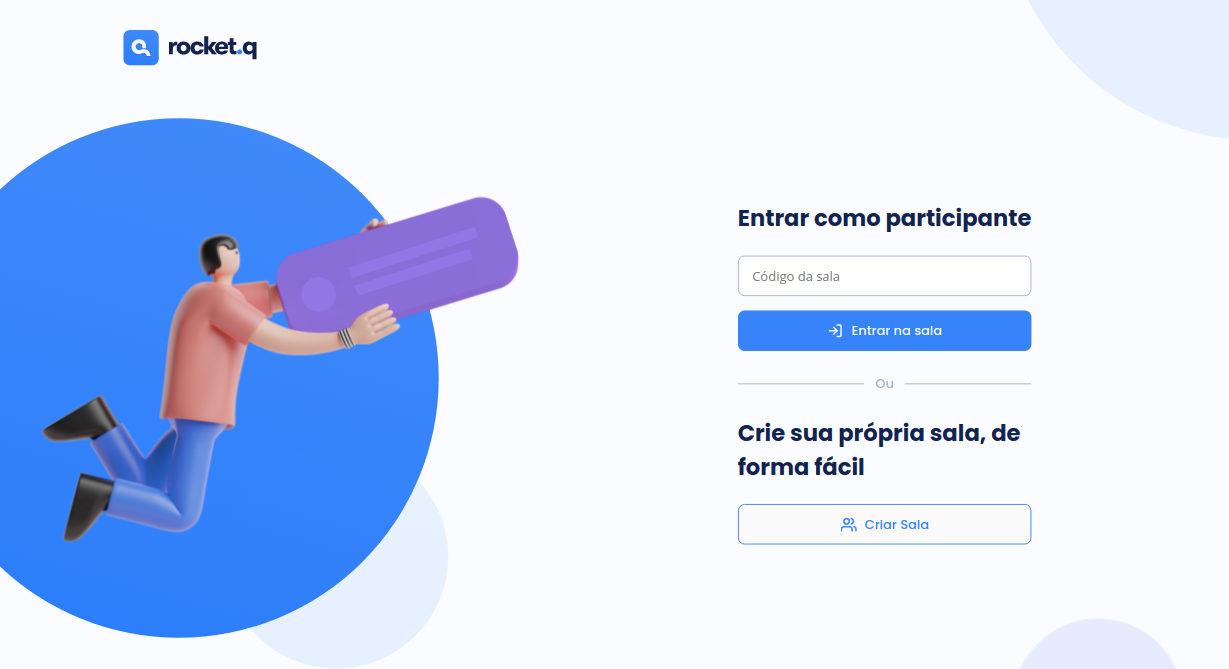 rocket.q
Entrar como participante
Código da sala
Entrar na sala
Ou
Crie sua própria sala, de
forma fácil
Criar Sala